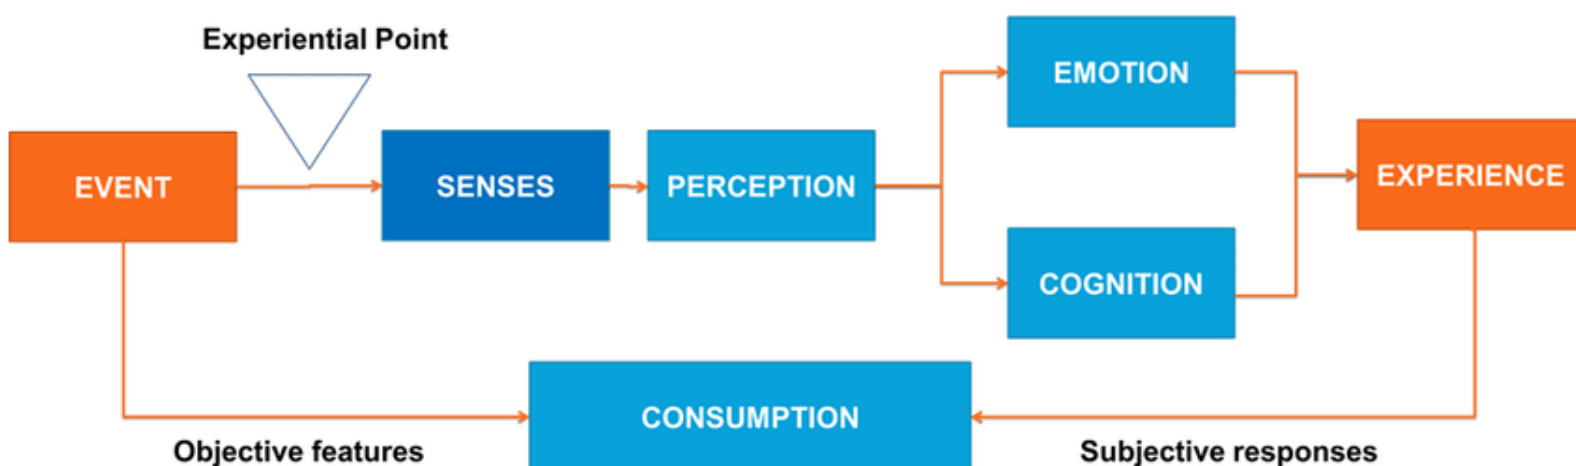 Experiential Point
EVENT
SENSES
PERCEPTION
EMOTION
COGNITION
EXPERIENCE
CONSUMPTION
Objective features
Subjective responses